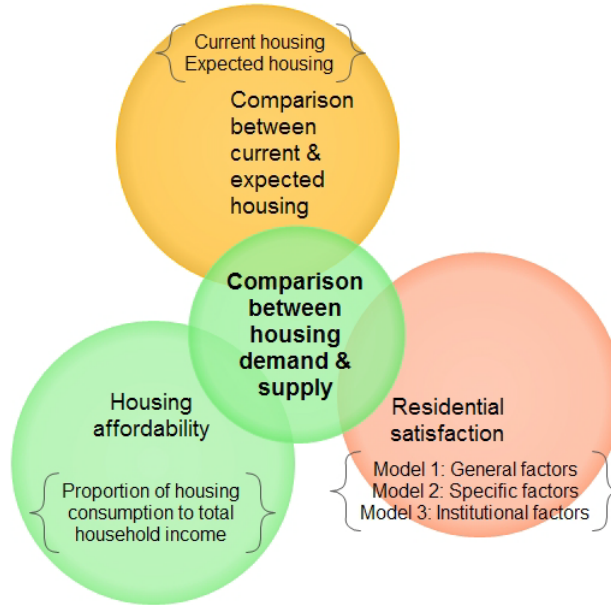 Current housing
Expected housing
Comparison
between
current &
expected
housing
Comparison
between
housing
demand &
supply
Housing
affordability
Proportion of housing
consumption to total
household income
Residential
satisfaction
Model 1: General factors
Model 2: Specific factors
Model 3: Institutional factors